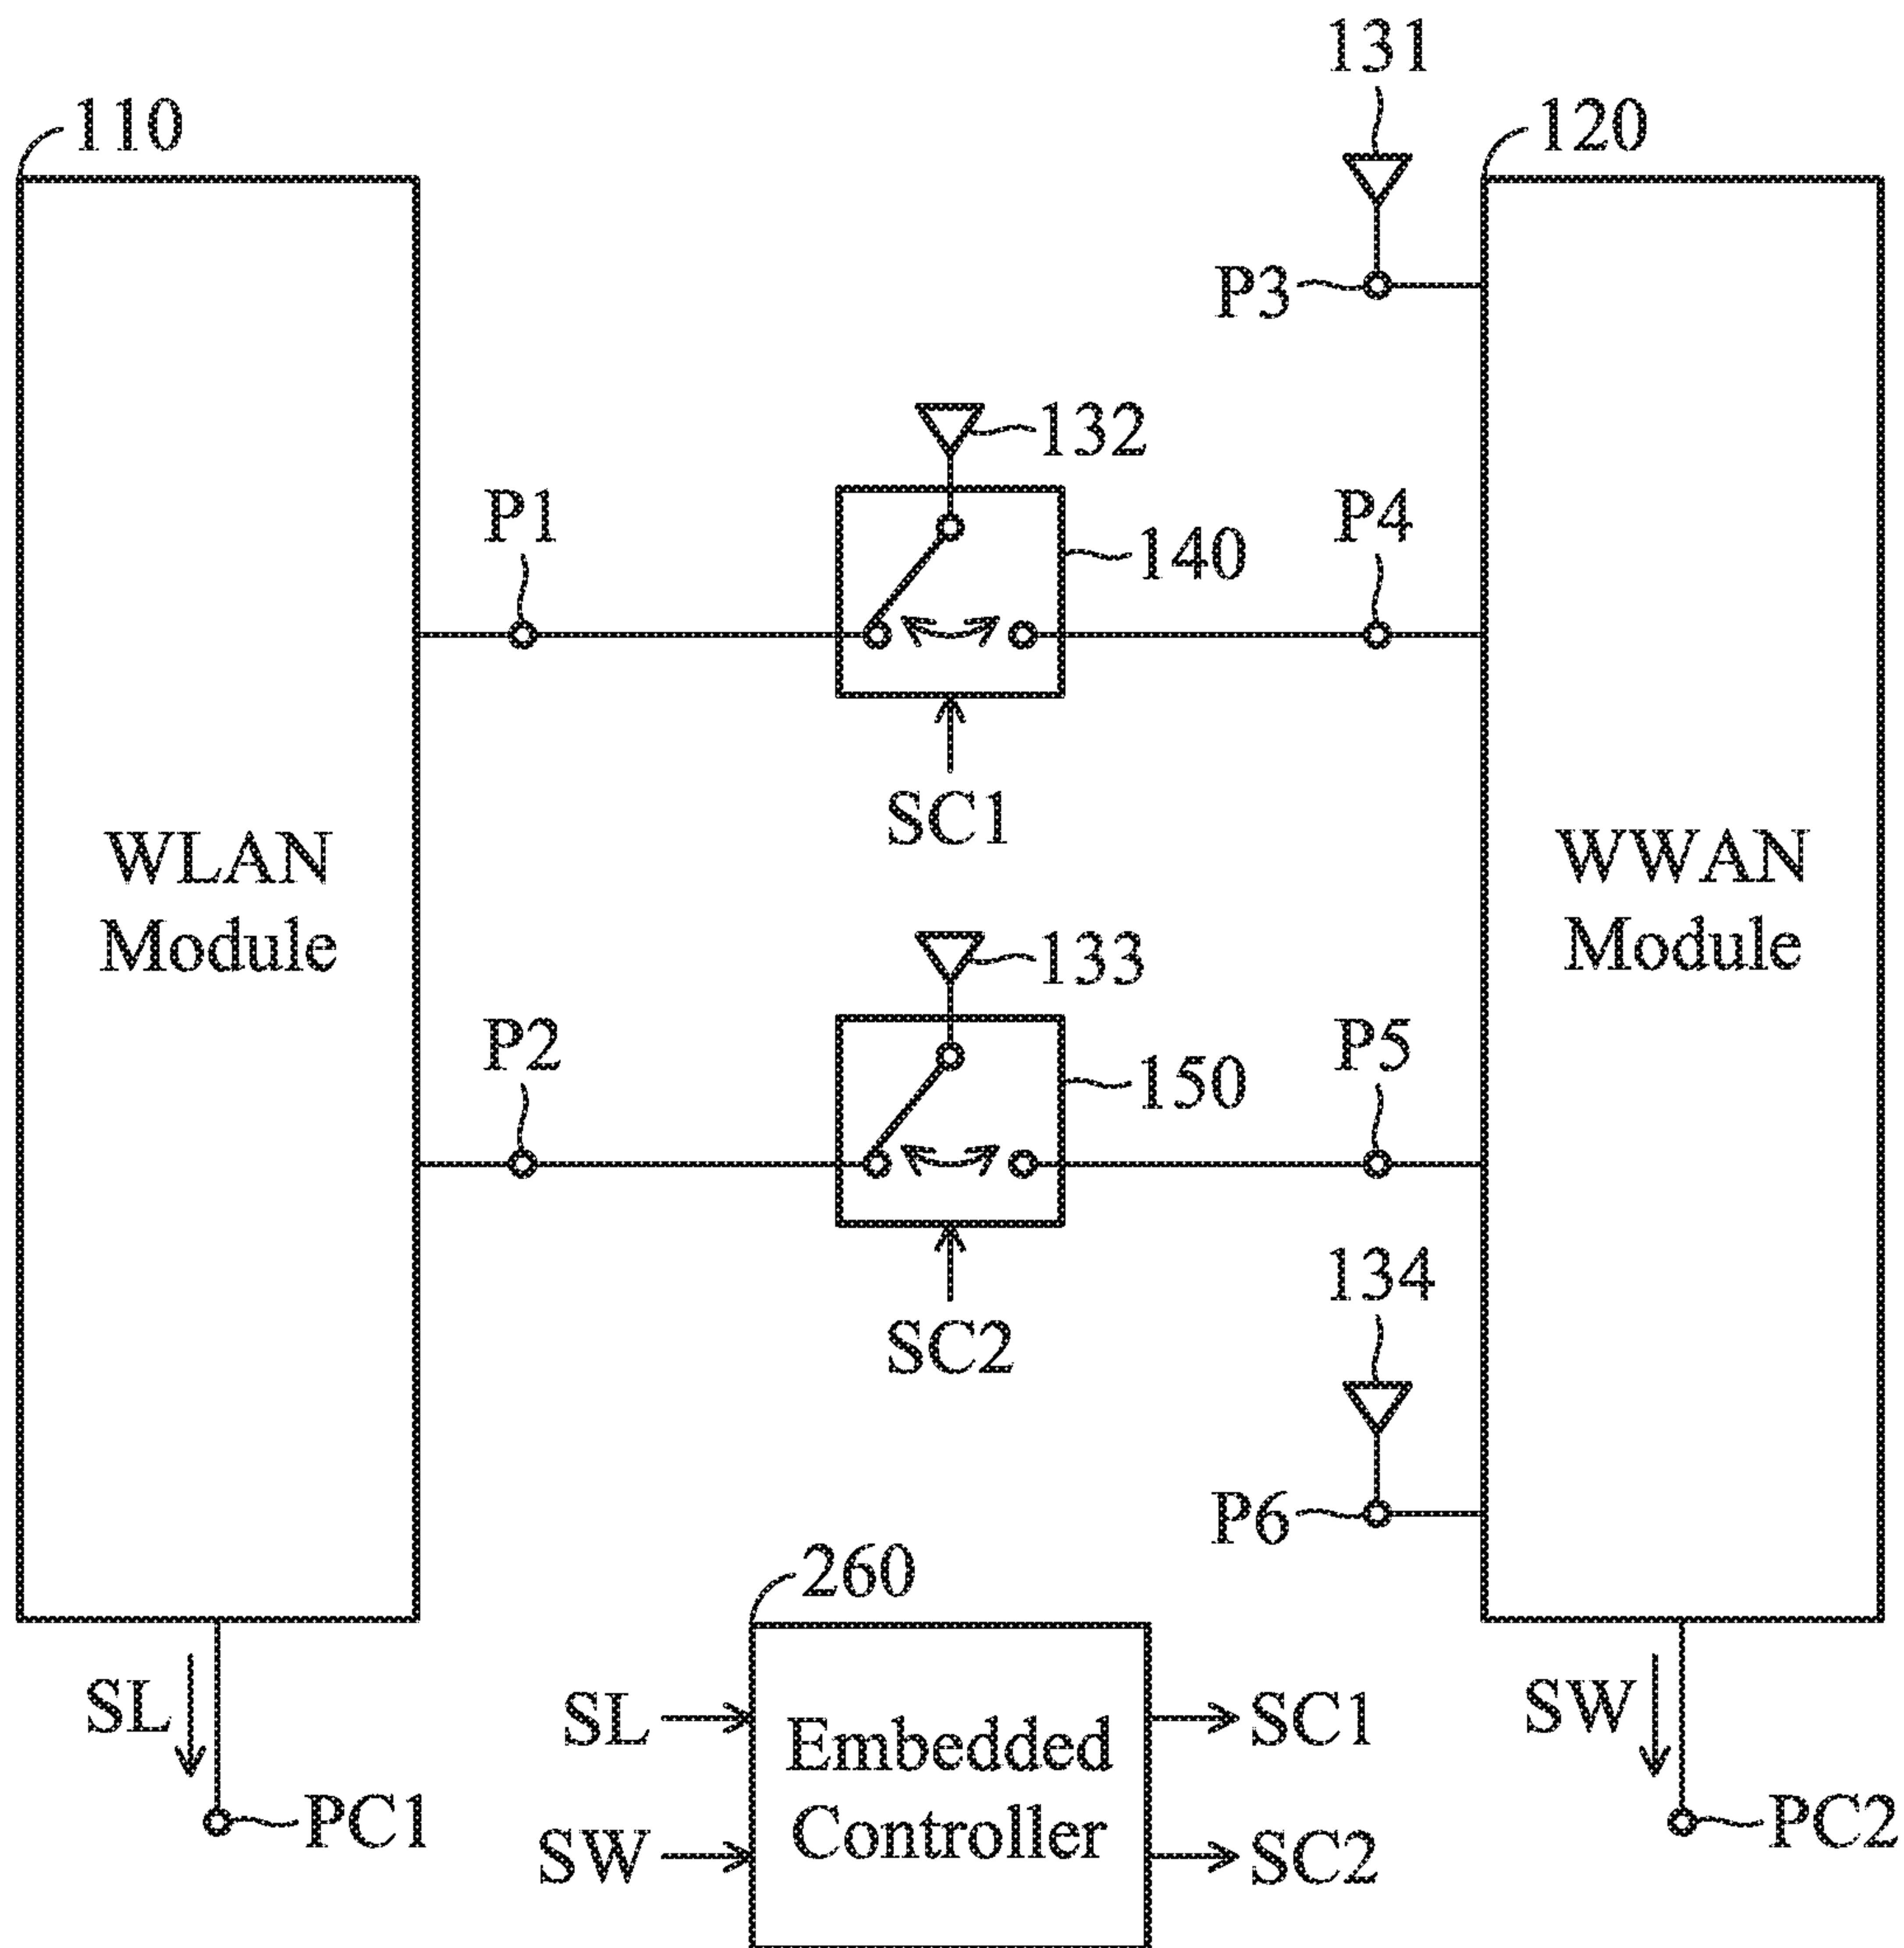 131
110
120
P3
132
P1
140
P4
SC1
WLAN
Module
WWAN
Module
133
P2
150
P5
SC2
134
P6
260
SL
SL
Embedded
Controller
SC1
SW
PC1
SW
SC2
PC2